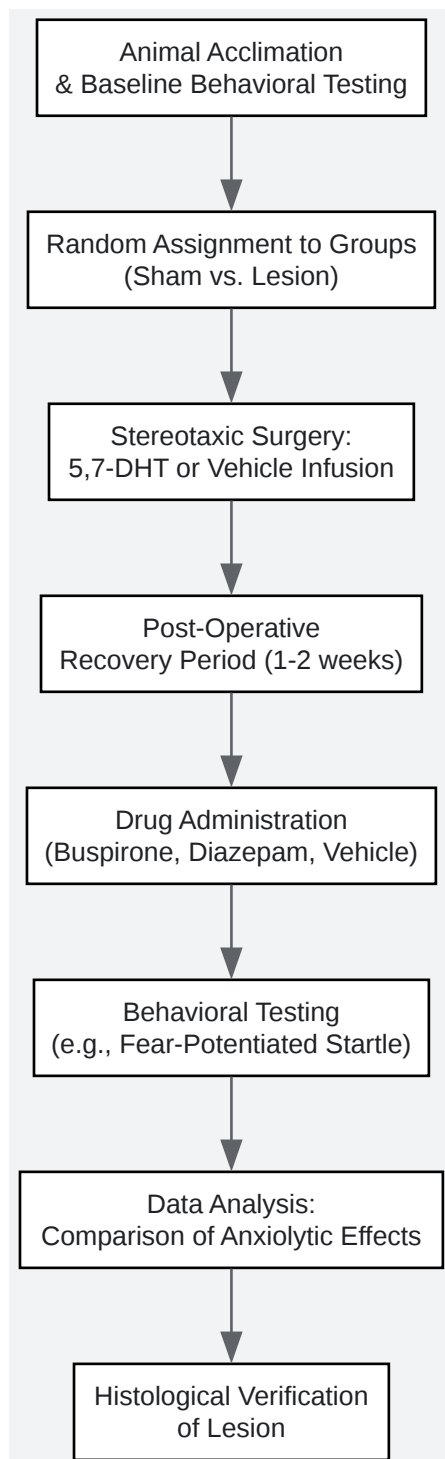 Animal Acclimation
& Baseline Behavioral Testing
Random Assignment to Groups
(Sham vs. Lesion)
Stereotaxic Surgery:
5,7-DHT or Vehicle Infusion
Post-Operative
Recovery Period (1-2 weeks)
Drug Administration
(Buspirone, Diazepam, Vehicle)
Behavioral Testing
(e.g., Fear-Potentiated Startle)
Data Analysis:
Comparison of Anxiolytic Effects
Histological Verification
of Lesion